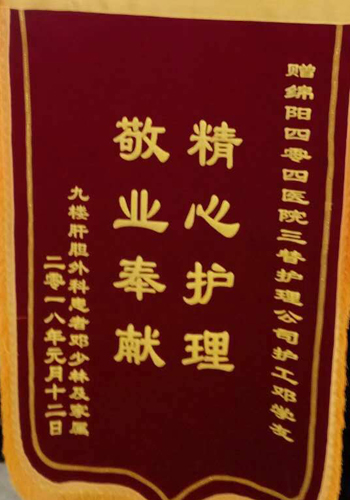 赠绵阳四零四医院三替护理公司护工邓学友
精心护理
敬业奉献
九楼肝胆外科患者邓少林及家属
二零一八年元月十二日